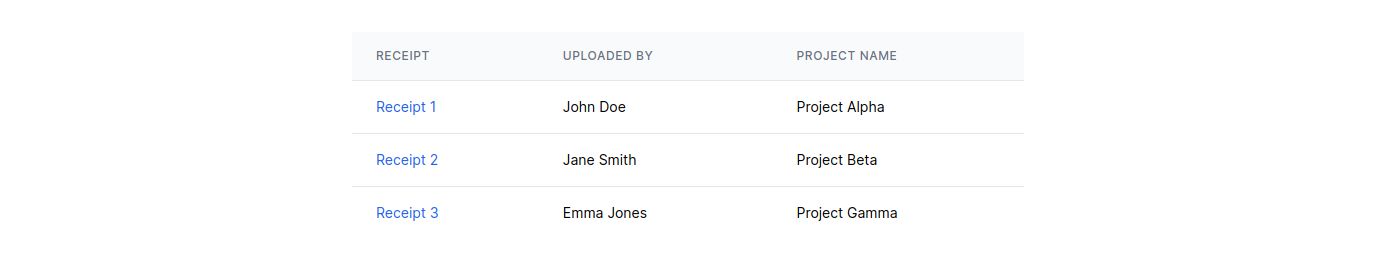 RECEIPT UPLOADED BY PROJECT NAME
Receipt 1 John Doe Project Alpha
Receipt 2 Jane Smith Project Beta
Receipt 3 Emma Jones Project Gamma